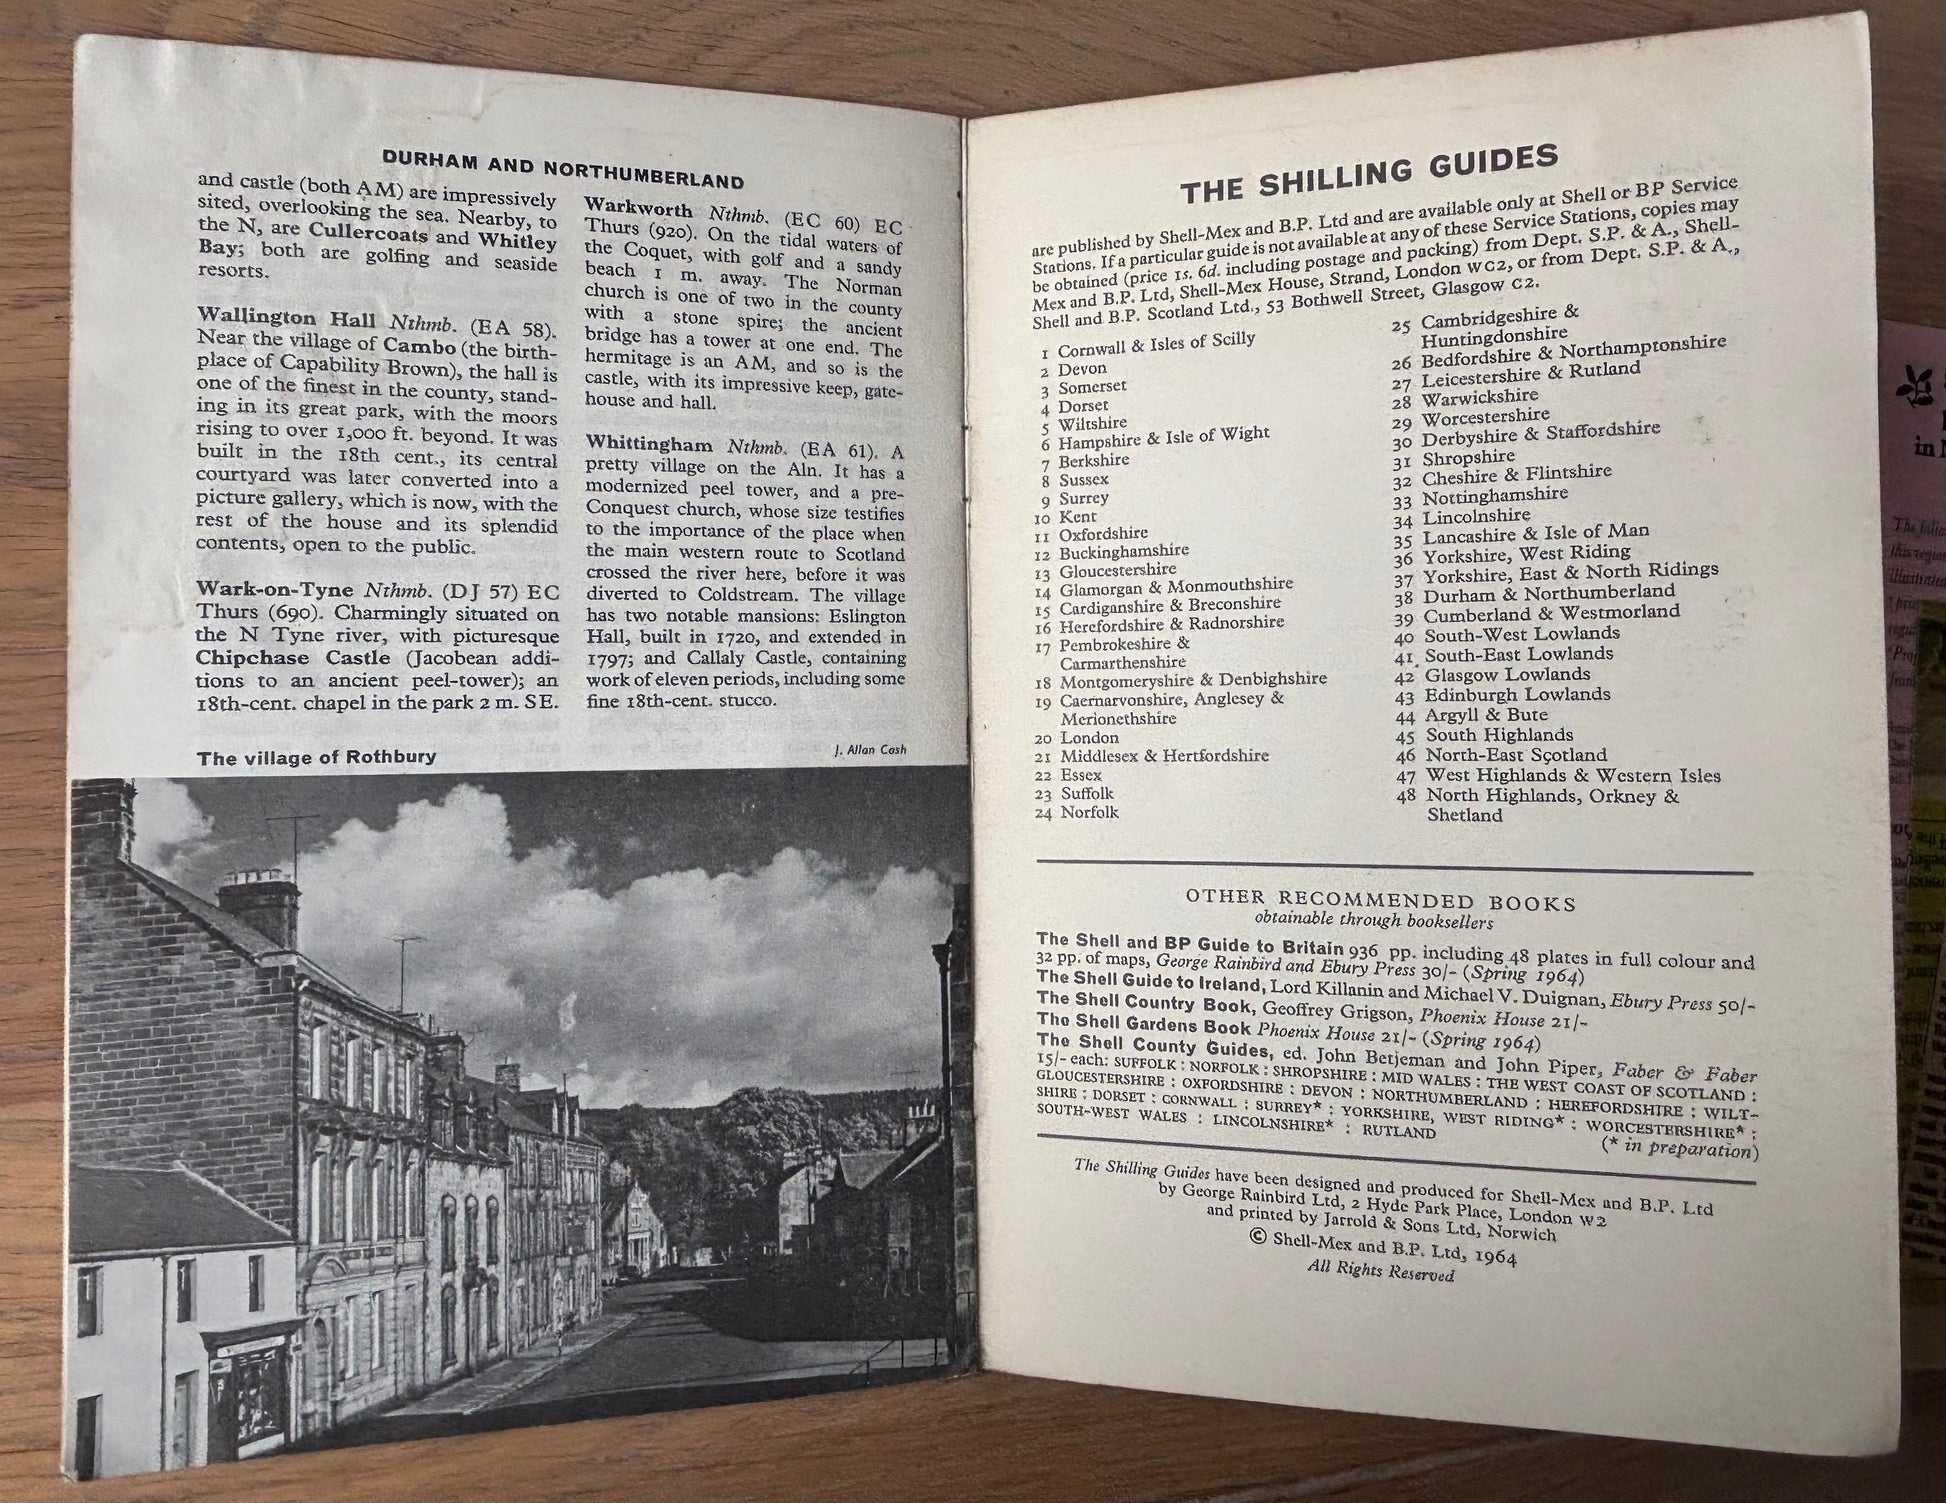 DURHAM AND NORTHUMBERLAND
and castle (both AM) are impressively
sited, overlooking the sea. Nearby, to
the N, are Cullercoats and Whitley
Bay; both are golfing and seaside
resorts.
Wallington Hall Nthmb. (EA 58).
Near the village of Cambo (the birth-
place of Capability Brown), the hall is
one of the finest in the county, stand-
ing in its great park, with the moors
rising to over 1,000 ft. beyond. It was
built in the 18th cent., its central
courtyard was later converted into a
picture gallery, which is now, with the
rest of the house and its splendid
contents, open to the public.
Wark-on-Tyne Nthmb. (DJ 57) EC
Thurs (690). Charmingly situated on
the N Tyne river, with picturesque
Chipchase Castle (Jacobean addi-
tions to an ancient peel-tower); an
18th-cent. chapel in the park 2 m. SE.
Warkworth Nthmb. (EC 60) EC
Thurs (920). On the tidal waters of
the Coquet, with golf and a sandy
beach 1 m. away. The Norman
church is one of two in the county
with a stone spire; the ancient
bridge has a tower at one end. The
hermitage is an AM, and so is the
castle, with its impressive keep, gate-
house and hall.
Whittingham Nthmb. (EA 61). A
pretty village on the Aln. It has a
modernized peel tower, and a pre-
Conquest church, whose size testifies
to the importance of the place when
the main western route to Scotland
crossed the river here, before it was
diverted to Coldstream. The village
has two notable mansions: Eslington
Hall, built in 1720, and extended in
1797; and Callaly Castle, containing
work of eleven periods, including some
fine 18th-cent. stucco.
The village of Rothbury
J. Allan Cash
THE SHILLING GUIDES
are published by Shell-Mex and B.P. Ltd and are available only at Shell or BP Service
Stations. If a particular guide is not available at any of these Service Stations, copies may
be obtained (price 1s. 6d. including postage and packing) from Dept. S.P. & A., Shell-
Mex and B.P. Ltd, Shell-Mex House, Strand, London WC2, or from Dept. S.P. & A.,
Shell and B.P. Scotland Ltd., 53 Bothwell Street, Glasgow C2.
1 Cornwall & Isles of Scilly
2 Devon
3 Somerset
4 Dorset
5 Wiltshire
6 Hampshire & Isle of Wight
7 Berkshire
8 Sussex
9 Surrey
10 Kent
11 Oxfordshire
12 Buckinghamshire
13 Gloucestershire
14 Glamorgan & Monmouthshire
15 Cardiganshire & Breconshire
16 Herefordshire & Radnorshire
17 Pembrokeshire &
Carmarthenshire
18 Montgomeryshire & Denbighshire
19 Caernarvonshire, Anglesey &
Merionethshire
20 London
21 Middlesex & Hertfordshire
22 Essex
23 Suffolk
24 Norfolk
25 Cambridgeshire &
Huntingdonshire
26 Bedfordshire & Northamptonshire
27 Leicestershire & Rutland
28 Warwickshire
29 Worcestershire
30 Derbyshire & Staffordshire
31 Shropshire
32 Cheshire & Flintshire
33 Nottinghamshire
34 Lincolnshire
35 Lancashire & Isle of Man
36 Yorkshire, West Riding
37 Yorkshire, East & North Ridings
38 Durham & Northumberland
39 Cumberland & Westmorland
40 South-West Lowlands
41 South-East Lowlands
42 Glasgow Lowlands
43 Edinburgh Lowlands
44 Argyll & Bute
45 South Highlands
46 North-East Scotland
47 West Highlands & Western Isles
48 North Highlands, Orkney &
Shetland
OTHER RECOMMENDED BOOKS
obtainable through booksellers
The Shell and BP Guide to Britain 936 pp. including 48 plates in full colour and
32 pp. of maps, George Rainbird and Ebury Press 30/- (Spring 1964)
The Shell Guide to Ireland, Lord Killanin and Michael V. Duignan, Ebury Press 50/-
The Shell Country Book, Geoffrey Grigson, Phoenix House 21/-
The Shell Gardens Book Phoenix House 21/- (Spring 1964)
The Shell County Guides, ed. John Betjeman and John Piper, Faber & Faber
15/- each: SUFFOLK : NORFOLK : SHROPSHIRE : MID WALES : THE WEST COAST OF SCOTLAND :
GLOUCESTERSHIRE : OXFORDSHIRE : DEVON : NORTHUMBERLAND : HEREFORDSHIRE : WILT-
SHIRE : DORSET : CORNWALL : SURREY* : YORKSHIRE, WEST RIDING* : WORCESTERSHIRE* :
SOUTH-WEST WALES : LINCOLNSHIRE* : RUTLAND
(* in preparation)
The Shilling Guides have been designed and produced for Shell-Mex and B.P. Ltd
by George Rainbird Ltd, 2 Hyde Park Place, London W2
and printed by Jarrold & Sons Ltd, Norwich
© Shell-Mex and B.P. Ltd, 1964
All Rights Reserved